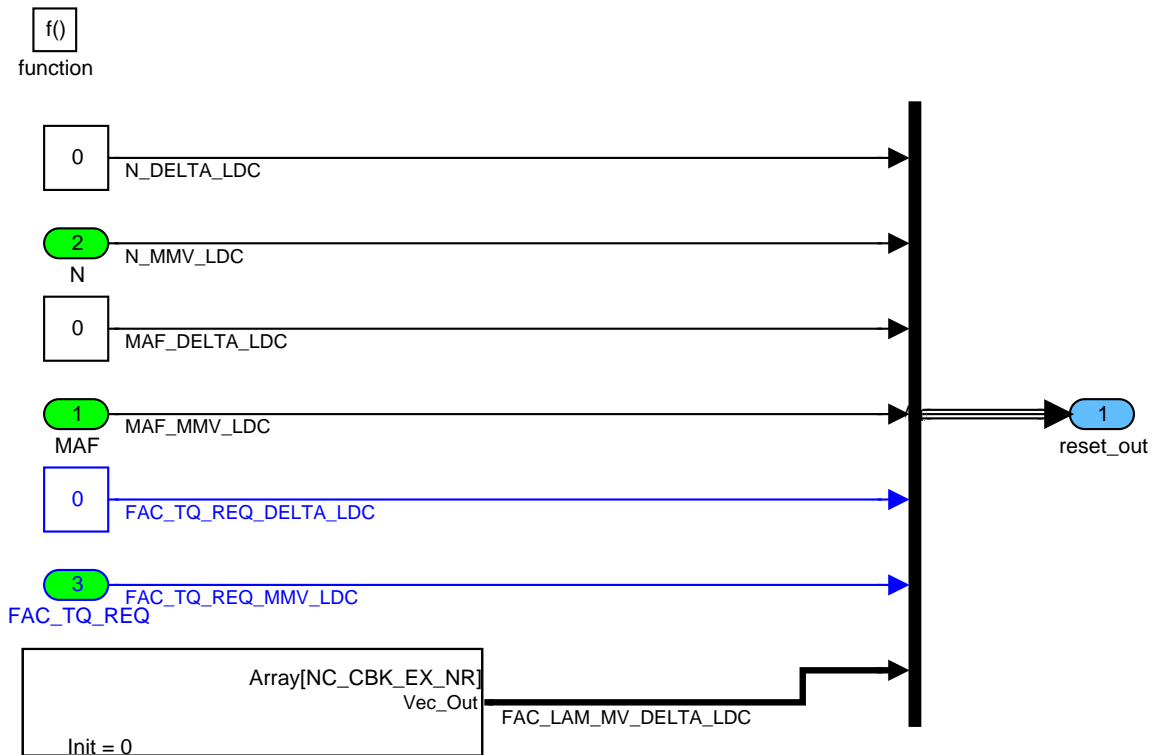 f()
function
0
N_DELTA_LDC
2
N_MMV_LDC
N
0
MAF_DELTA_LDC
1
MAF_MMV_LDC
MAF
1
reset_out
0
FAC_TQ_REQ_DELTA_LDC
3
FAC_TQ_REQ_MMV_LDC
FAC_TQ_REQ
Array[NC_CBK_EX_NR]
Vec_Out
FAC_LAM_MV_DELTA_LDC
Init = 0